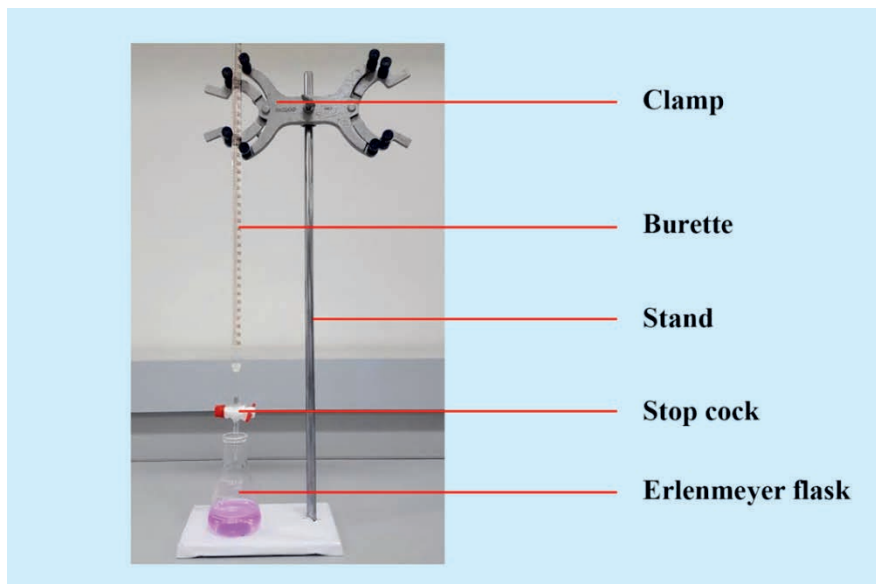 Clamp
Burette
Stand
Stop cock
Erlenmeyer flask